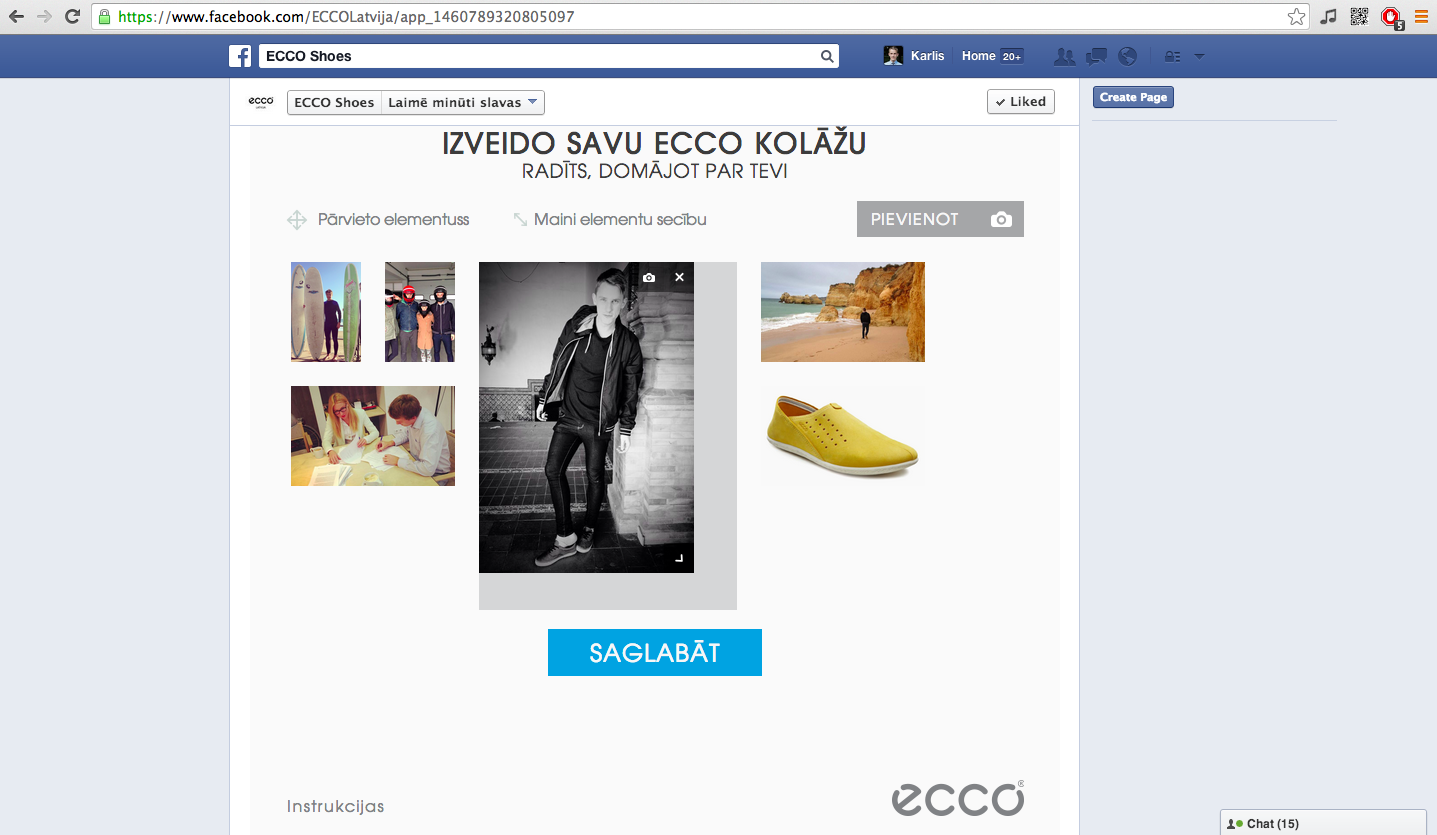 https://www.facebook.com/ECCOLatvija/app_1460789320805097
5
f ECCO Shoes
Karlis Home 20+
ecco ECCO Shoes Laimē minūti slavas Liked
Create Page
IZVEIDO SAVU ECCO KOLĀŽU
RADĪTS, DOMĀJOT PAR TEVI
Pārvieto elementuss Maini elementu secību PIEVIENOT
SAGLABĀT
Instrukcijas
ecco®
Chat (15)